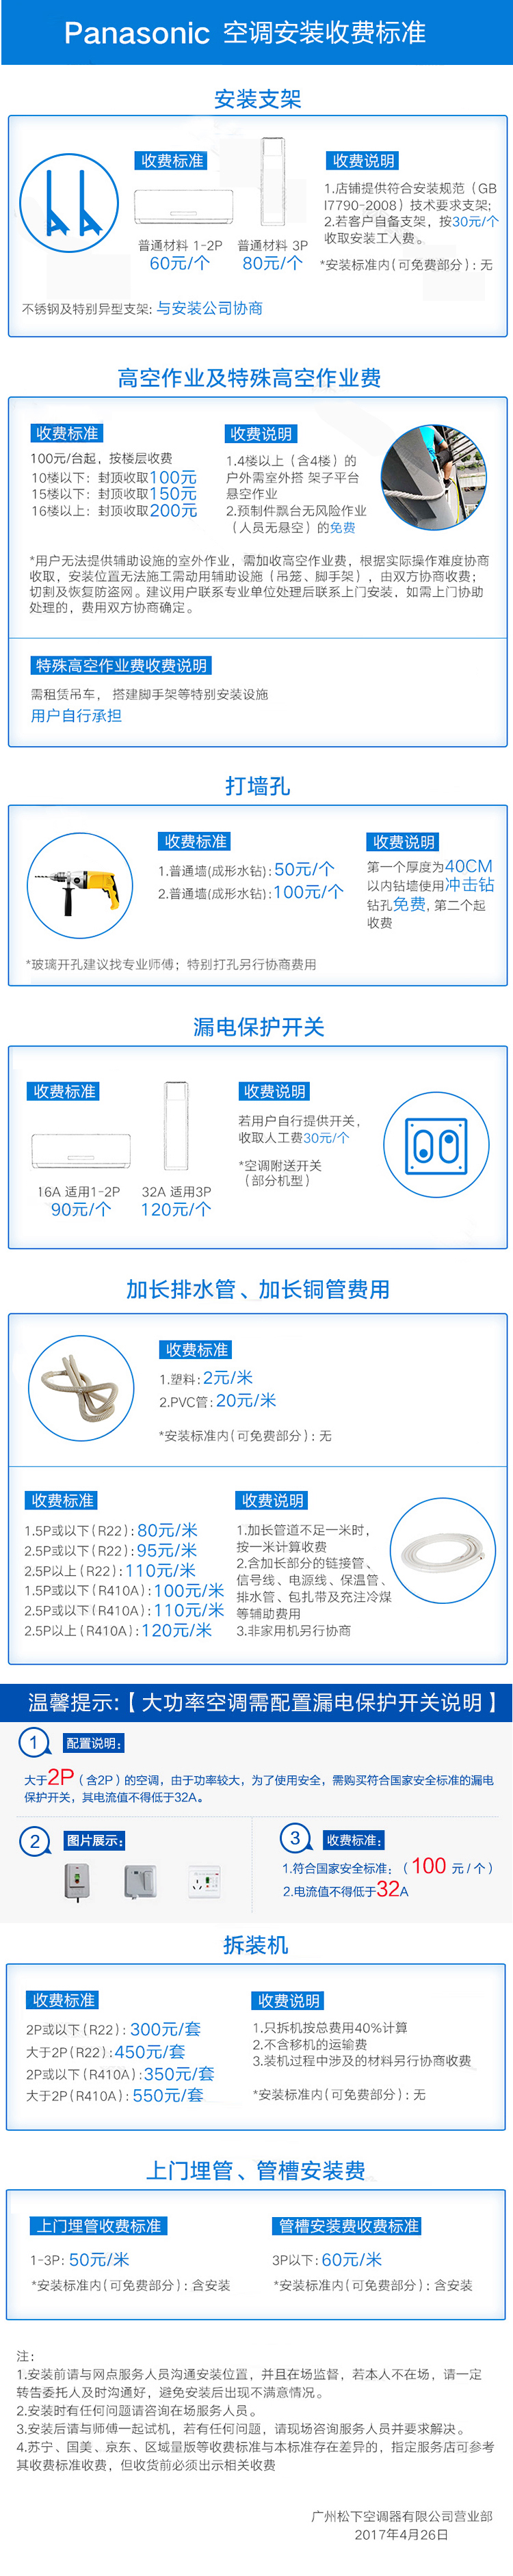 Panasonic 空调安装收费标准
安装支架
收费标准
普通材料 1-2P
60元/个
普通材料 3P
80元/个
收费说明
1.店铺提供符合安装规范（GB
I7790-2008）技术要求支架;
2.若客户自备支架，按30元/个
收取安装工人费。
*安装标准内(可免费部分): 无
不锈钢及特别异型支架: 与安装公司协商
高空作业及特殊高空作业费
收费标准
100元/台起，按楼层收费
10楼以下: 封顶收取100元
15楼以下: 封顶收取150元
16楼以上: 封顶收取200元
收费说明
1.4楼以上（含4楼）的
户外需室外搭 架子平台
悬空作业
2.预制件飘台无风险作业
（人员无悬空）的免费
*用户无法提供辅助设施的室外作业，需加收高空作业费，根据实际操作难度协商
收取，安装位置无法施工需动用辅助设施（吊笼、脚手架），由双方协商收费；
切割及恢复防盗网。建议用户联系专业单位处理后联系上门安装，如需上门协助
处理的，费用双方协商确定。
特殊高空作业费收费说明
需租赁吊车， 搭建脚手架等特别安装设施
用户自行承担
打墙孔
收费标准
1.普通墙(成形水钻): 50元/个
2.普通墙(成形水钻): 100元/个
收费说明
第一个厚度为40CM
以内钻墙使用冲击钻
钻孔免费, 第二个起
收费
*玻璃开孔建议找专业师傅；特别打孔另行协商费用
漏电保护开关
收费标准
16A 适用1-2P
90元/个
32A 适用3P
120元/个
收费说明
若用户自行提供开关，
收取人工费30元/个
*空调附送开关
（部分机型）
加长排水管、加长铜管费用
收费标准
1.塑料: 2元/米
2.PVC管: 20元/米
*安装标准内(可免费部分): 无
收费标准
1.5P或以下(R22): 80元/米
2.5P或以下(R22): 95元/米
2.5P以上(R22): 110元/米
1.5P或以下(R410A): 100元/米
2.5P或以下(R410A): 110元/米
2.5P以上(R410A): 120元/米
收费说明
1.加长管道不足一米时，
按一米计算收费
2.含加长部分的链接管、
信号线、电源线、保温管、
排水管、包扎带及充注冷煤
等辅助费用
3.非家用机另行协商
温馨提示:【大功率空调需配置漏电保护开关说明】
1 配置说明:
大于2P（含2P）的空调，由于功率较大，为了使用安全，需购买符合国家安全标准的漏电
保护开关，其电流值不得低于32A。
2 图片展示:
3 收费标准:
1.符合国家安全标准:（100 元/个）
2.电流值不得低于32A
拆装机
收费标准
2P或以下(R22): 300元/套
大于2P(R22): 450元/套
2P或以下(R410A): 350元/套
大于2P(R410A): 550元/套
收费说明
1.只拆机按总费用40%计算
2.不含移机的运输费
3.装机过程中涉及的材料另行协商收费
*安装标准内(可免费部分): 无
上门埋管、管槽安装费
上门埋管收费标准
1-3P: 50元/米
*安装标准内(可免费部分): 含安装
管槽安装费收费标准
3P以下: 60元/米
*安装标准内(可免费部分): 含安装
注:
1.安装前请与网点服务人员沟通安装位置，并且在场监督，若本人不在场，请一定
转告委托人及时沟通好，避免安装后出现不满意情况。
2.安装时有任何问题请咨询在场服务人员。
3.安装后请与师傅一起试机，若有任何问题，请现场咨询服务人员并要求解决。
4.苏宁、国美、京东、区域量版等收费标准与本标准存在差异的，指定服务店可参考
其收费标准收费，但收货前必须出示相关收费
广州松下空调器有限公司营业部
2017年4月26日